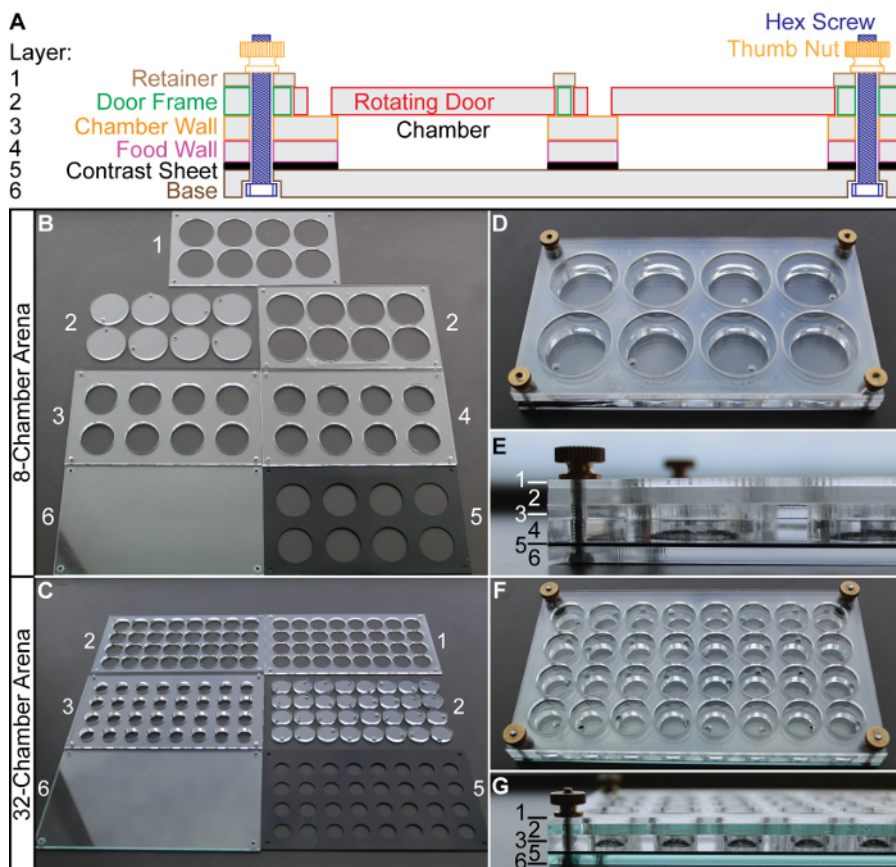 A
Hex Screw
Thumb Nut
Layer:
1 Retainer
2 Door Frame Rotating Door
3 Chamber Wall Chamber
4 Food Wall
5 Contrast Sheet
6 Base
8-Chamber Arena
B
1
2
2
3
4
6
5
D
E
1
2
3
4
5
6
32-Chamber Arena
C
2
1
3
2
6
5
F
G
1
2
3
5
6